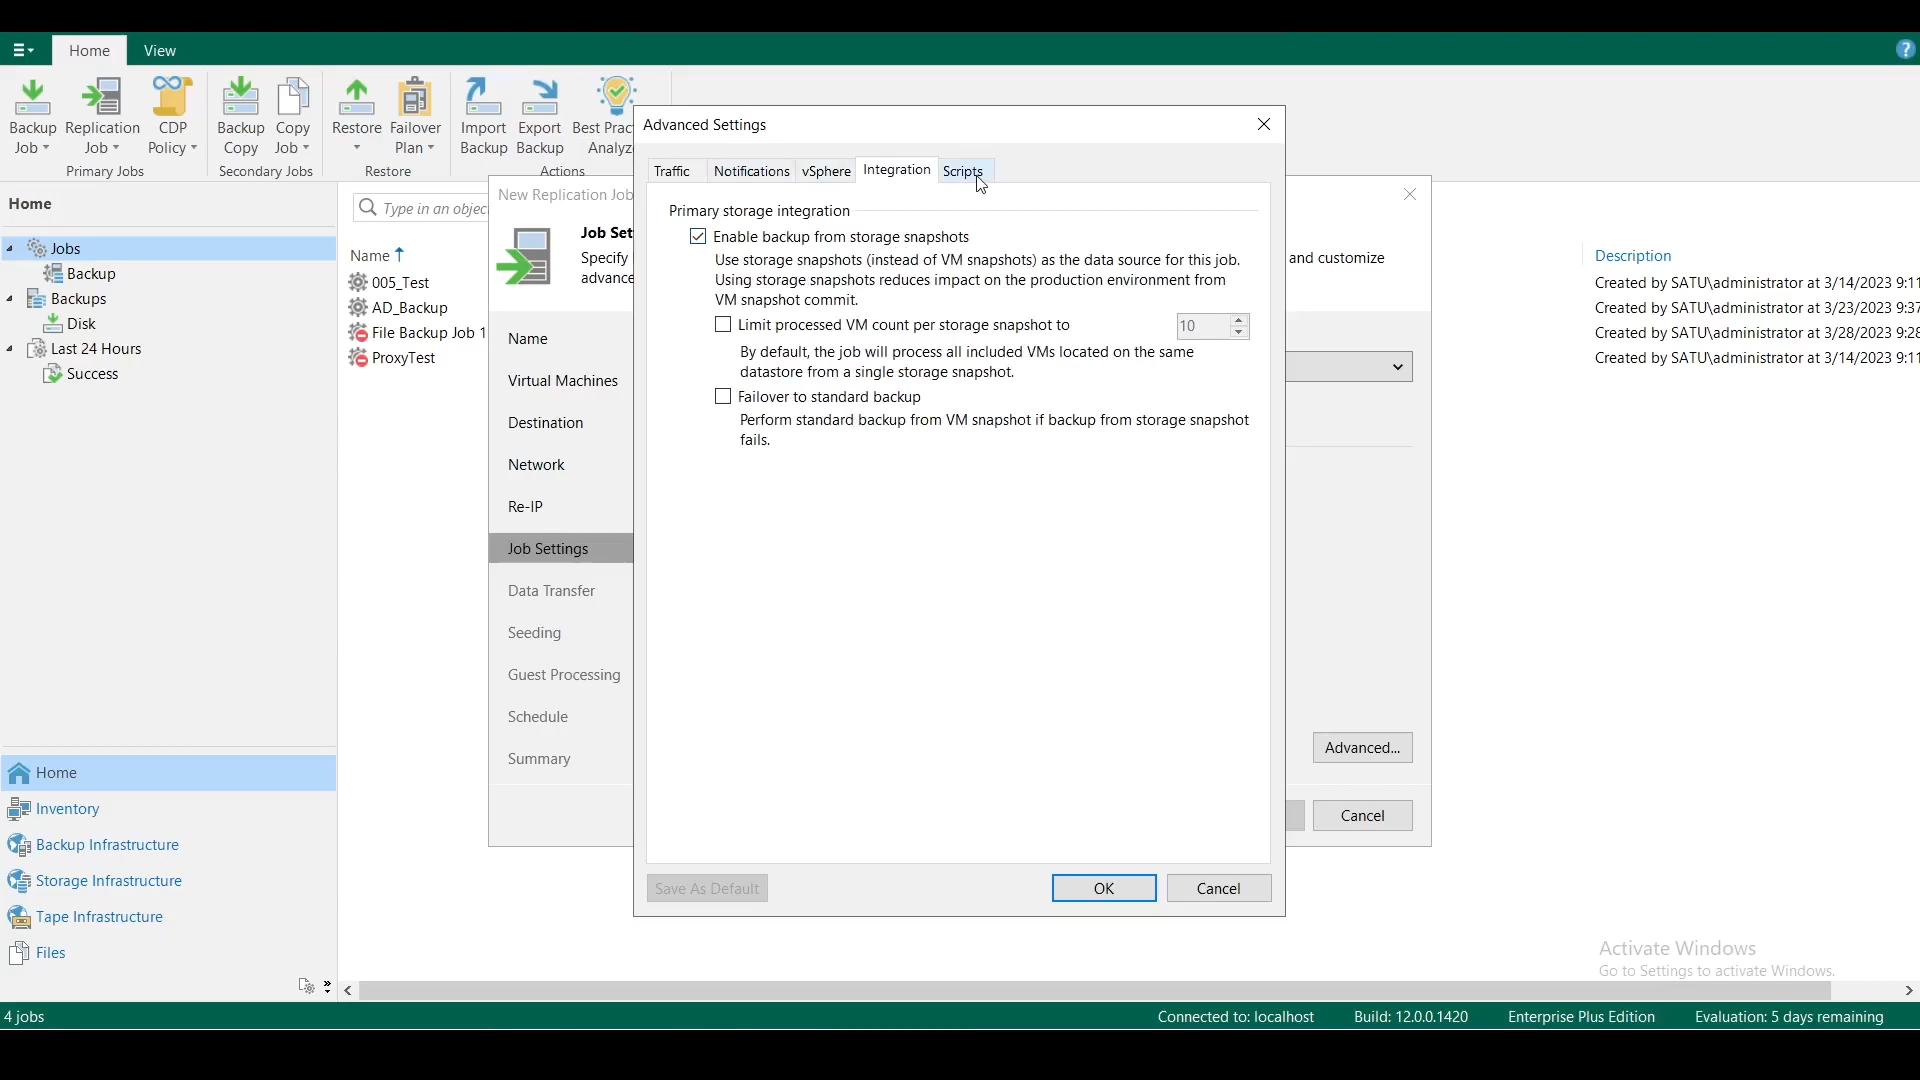 Home
View
Backup Job
Replication Job
CDP Policy
Primary Jobs
Backup Copy
Copy Job
Secondary Jobs
Restore
Failover Plan
Restore
Import Backup
Export Backup
Best Prac
Analyz
Actions
Home
Jobs
Backup
Backups
Disk
Last 24 Hours
Success
Home
Inventory
Backup Infrastructure
Storage Infrastructure
Tape Infrastructure
Files
Type in an objec
Name
005_Test
AD_Backup
File Backup Job 1
ProxyTest
Description
Created by SATU\administrator at 3/14/2023 9:11
Created by SATU\administrator at 3/23/2023 9:37
Created by SATU\administrator at 3/28/2023 9:28
Created by SATU\administrator at 3/14/2023 9:11
New Replication Job
Job Set
Specify
and customize
advance
Name
Virtual Machines
Destination
Network
Re-IP
Job Settings
Data Transfer
Seeding
Guest Processing
Schedule
Summary
Advanced...
Cancel
Advanced Settings
Traffic
Notifications
vSphere
Integration
Scripts
Primary storage integration
Enable backup from storage snapshots
Use storage snapshots (instead of VM snapshots) as the data source for this job.
Using storage snapshots reduces impact on the production environment from
VM snapshot commit.
Limit processed VM count per storage snapshot to
10
By default, the job will process all included VMs located on the same
datastore from a single storage snapshot.
Failover to standard backup
Perform standard backup from VM snapshot if backup from storage snapshot
fails.
Save As Default
OK
Cancel
Activate Windows
Go to Settings to activate Windows.
4 jobs
Connected to: localhost
Build: 12.0.0.1420
Enterprise Plus Edition
Evaluation: 5 days remaining